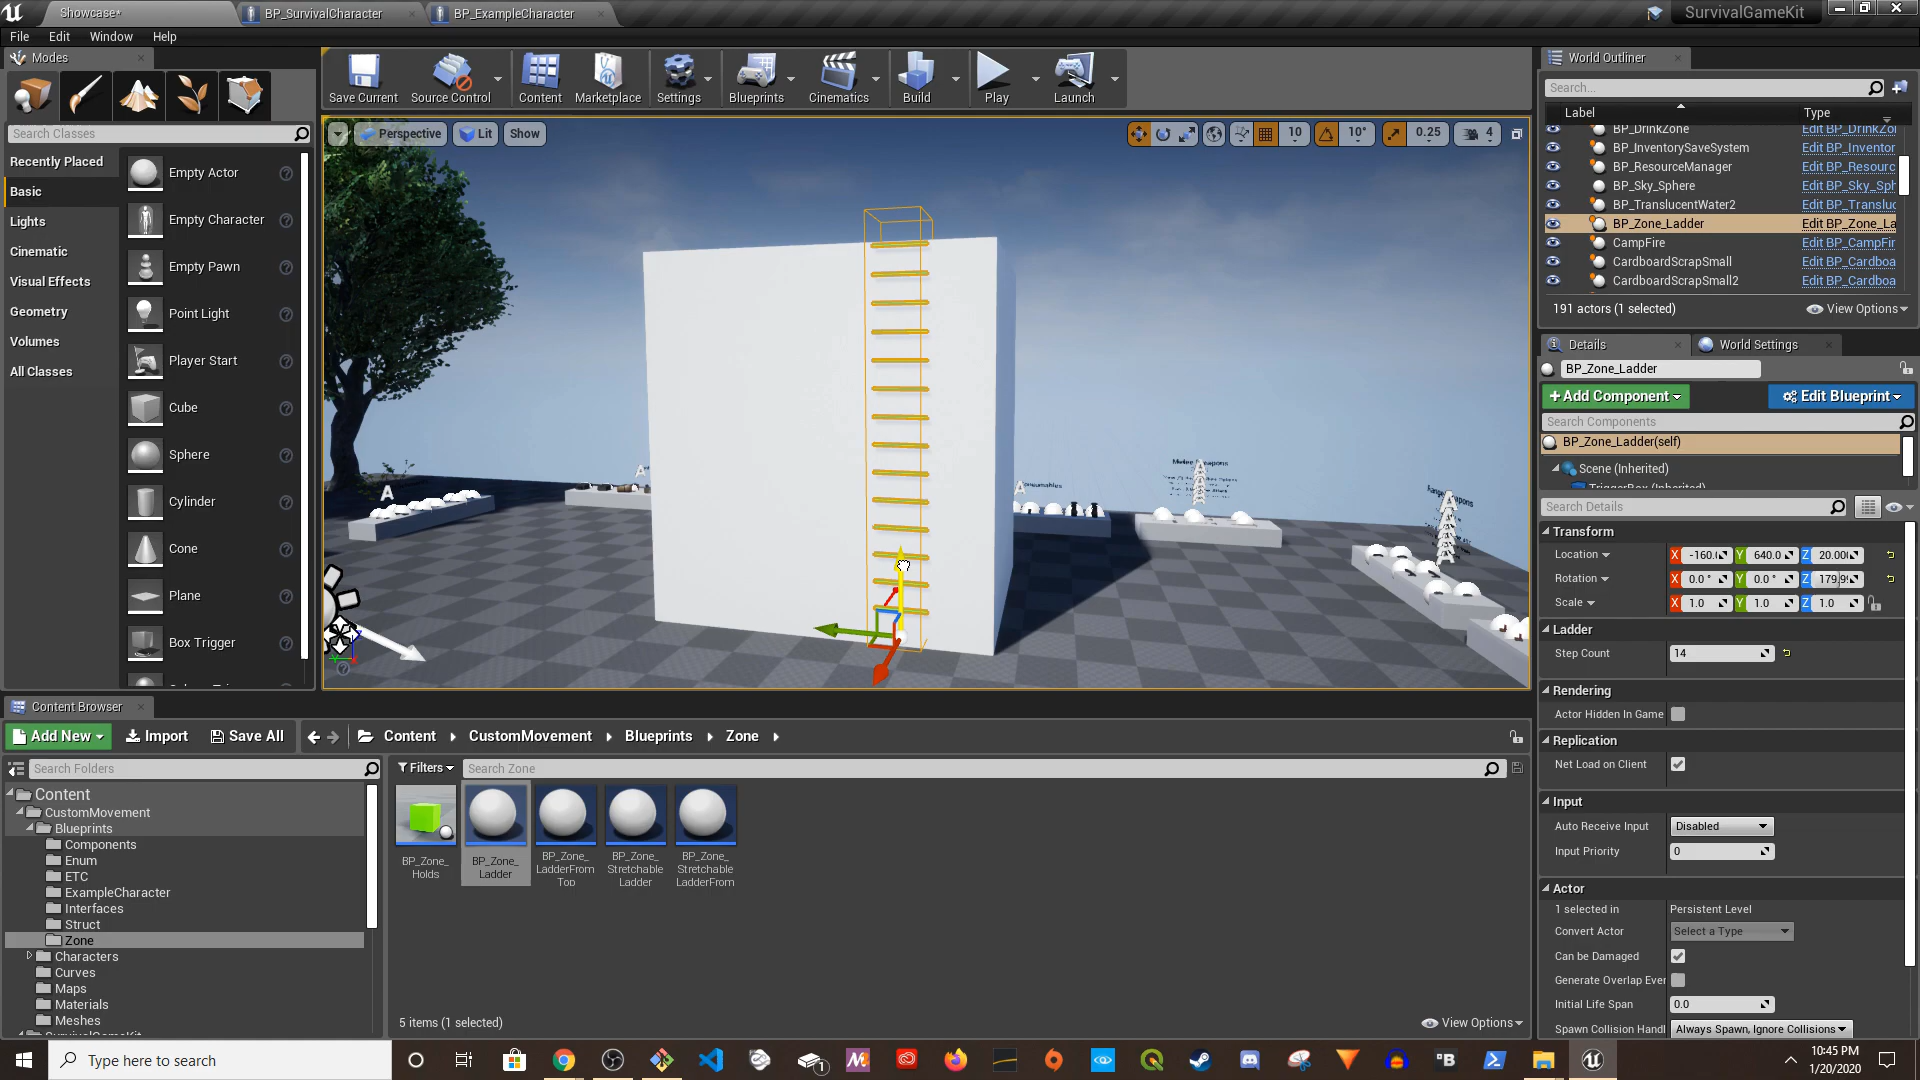 Showcase*
BP_SurvivalCharacter
BP_ExampleCharacter
SurvivalGameKit
File Edit Window Help
Modes
Save Current
Source Control
Content
Marketplace
Settings
Blueprints
Cinematics
Build
Play
Launch
Search Classes
Recently Placed
Basic
Lights
Cinematic
Visual Effects
Geometry
Volumes
All Classes
Empty Actor
Empty Character
Empty Pawn
Point Light
Player Start
Cube
Sphere
Cylinder
Cone
Plane
Box Trigger
Perspective
Lit
Show
10
10°
0.25
4
World Outliner
Search...
Label
Type
BP_DrinkZone
Edit BP_DrinkZo
BP_InventorySaveSystem
Edit BP_Inventor
BP_ResourceManager
Edit BP_Resourc
BP_Sky_Sphere
Edit BP_Sky_Sph
BP_TranslucentWater2
Edit BP_Transluc
BP_Zone_Ladder
Edit BP_Zone_La
CampFire
Edit BP_CampFir
CardboardScrapSmall
Edit BP_Cardboa
CardboardScrapSmall2
Edit BP_Cardboa
191 actors (1 selected)
View Options
Details
World Settings
BP_Zone_Ladder
+Add Component
Edit Blueprint
Search Components
BP_Zone_Ladder(self)
Scene (Inherited)
TriggerBox (Inherited)
Search Details
Transform
Location X -160.( Y 640.0 Z 20.00(
Rotation X 0.0 ° Y 0.0 ° Z 179.9
Scale X 1.0 Y 1.0 Z 1.0
Ladder
Step Count 14
Rendering
Actor Hidden In Game
Replication
Net Load on Client
Input
Auto Receive Input Disabled
Input Priority 0
Actor
1 selected in Persistent Level
Convert Actor Select a Type
Can be Damaged
Generate Overlap Ever
Initial Life Span 0.0
Spawn Collision Handl Always Spawn, Ignore Collisions
Content Browser
Add New
Import
Save All
Content
CustomMovement
Blueprints
Zone
Search Folders
Filters
Search Zone
Content
CustomMovement
Blueprints
Components
Enum
ETC
ExampleCharacter
Interfaces
Struct
Zone
Characters
Curves
Maps
Materials
Meshes
BP_Zone_
Holds
BP_Zone_
Ladder
BP_Zone_
LadderFrom
Top
BP_Zone_
Stretchable
Ladder
BP_Zone_
Stretchable
LadderFrom
5 items (1 selected)
View Options
Type here to search
10:45 PM
1/20/2020